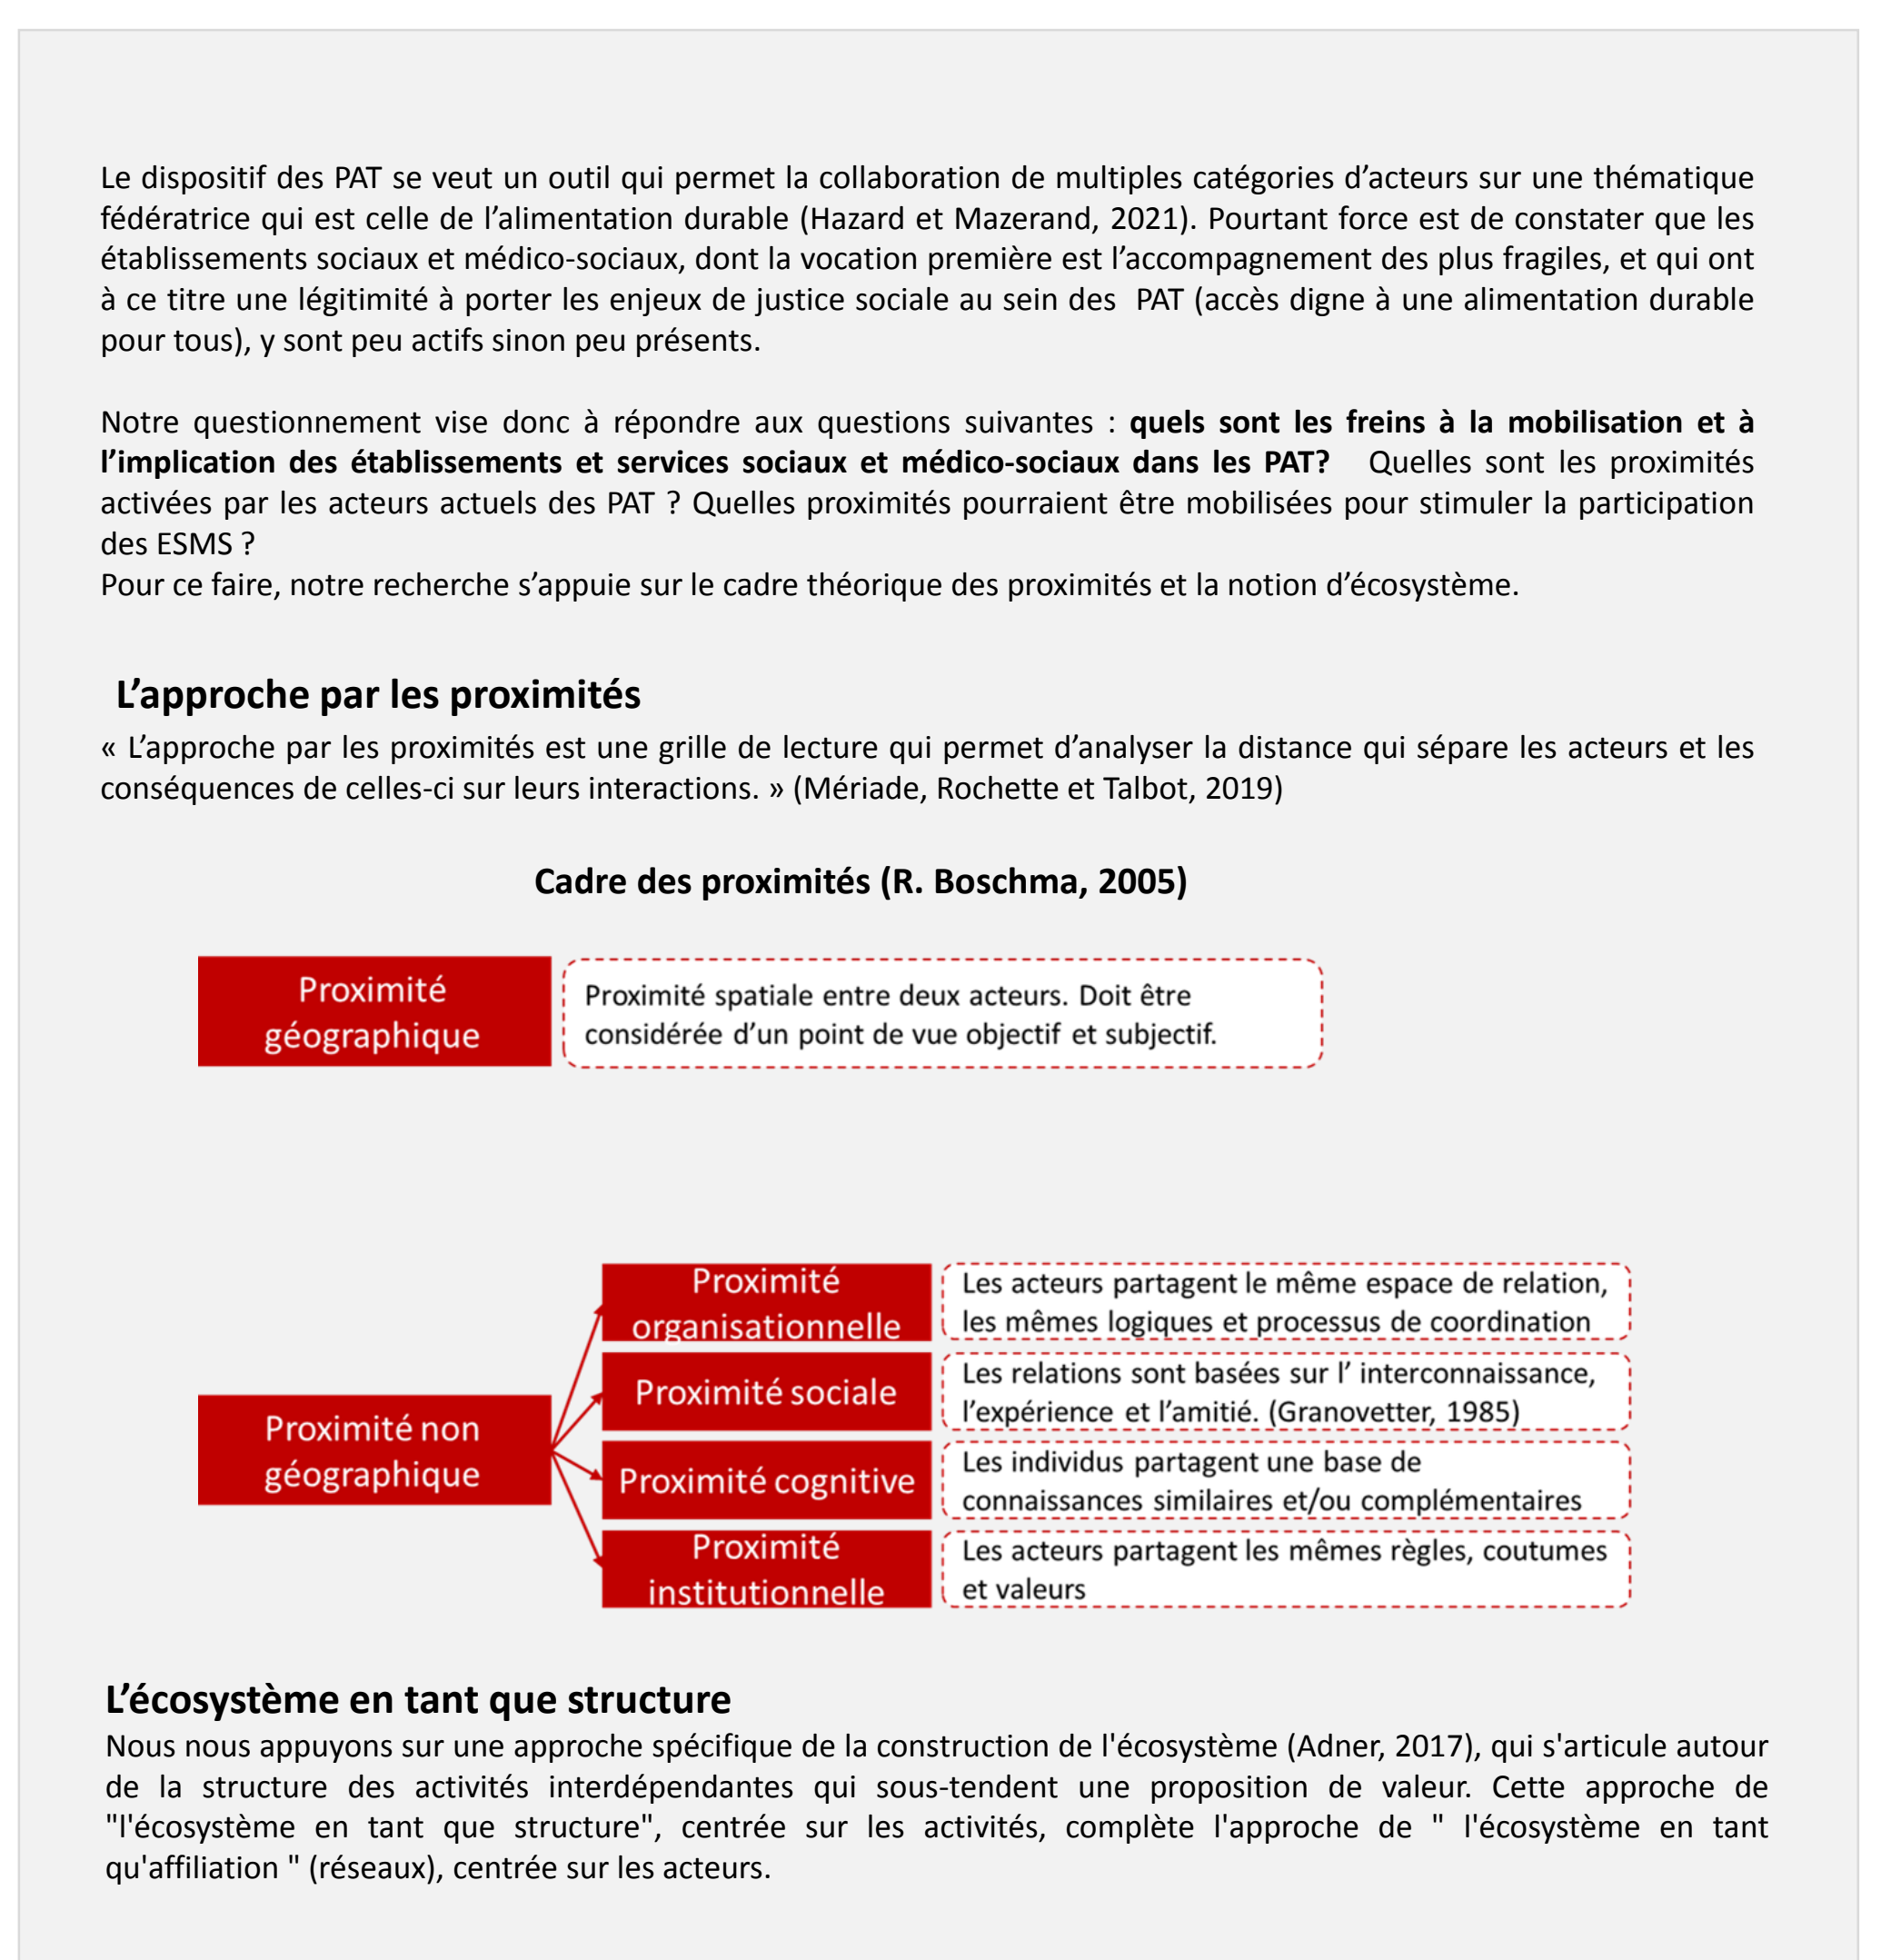 Le dispositif des PAT se veut un outil qui permet la collaboration de multiples catégories d’acteurs sur une thématique
fédératrice qui est celle de l’alimentation durable (Hazard et Mazerand, 2021). Pourtant force est de constater que les
établissements sociaux et médico-sociaux, dont la vocation première est l’accompagnement des plus fragiles, et qui ont
à ce titre une légitimité à porter les enjeux de justice sociale au sein des  PAT (accès digne à une alimentation durable
pour tous), y sont peu actifs sinon peu présents.
Notre questionnement vise donc à répondre aux questions suivantes : quels sont les freins à la mobilisation et à
l’implication des établissements et services sociaux et médico-sociaux dans les PAT?   Quelles sont les proximités
activées par les acteurs actuels des PAT ? Quelles proximités pourraient être mobilisées pour stimuler la participation
des ESMS ?
Pour ce faire, notre recherche s’appuie sur le cadre théorique des proximités et la notion d’écosystème.
L’approche par les proximités
« L’approche par les proximités est une grille de lecture qui permet d’analyser la distance qui sépare les acteurs et les
conséquences de celles-ci sur leurs interactions. » (Mériade, Rochette et Talbot, 2019)
Cadre des proximités (R. Boschma, 2005)
Proximité
géographique
Proximité spatiale entre deux acteurs. Doit être
considérée d’un point de vue objectif et subjectif.
Proximité non
géographique
Proximité
organisationnelle
Les acteurs partagent le même espace de relation,
les mêmes logiques et processus de coordination
Proximité sociale
Les relations sont basées sur l’ interconnaissance,
l’expérience et l’amitié. (Granovetter, 1985)
Proximité cognitive
Les individus partagent une base de
connaissances similaires et/ou complémentaires
Proximité
institutionnelle
Les acteurs partagent les mêmes règles, coutumes
et valeurs
L’écosystème en tant que structure
Nous nous appuyons sur une approche spécifique de la construction de l'écosystème (Adner, 2017), qui s'articule autour
de la structure des activités interdépendantes qui sous-tendent une proposition de valeur. Cette approche de
"l'écosystème en tant que structure", centrée sur les activités, complète l'approche de " l'écosystème en tant
qu'affiliation " (réseaux), centrée sur les acteurs.